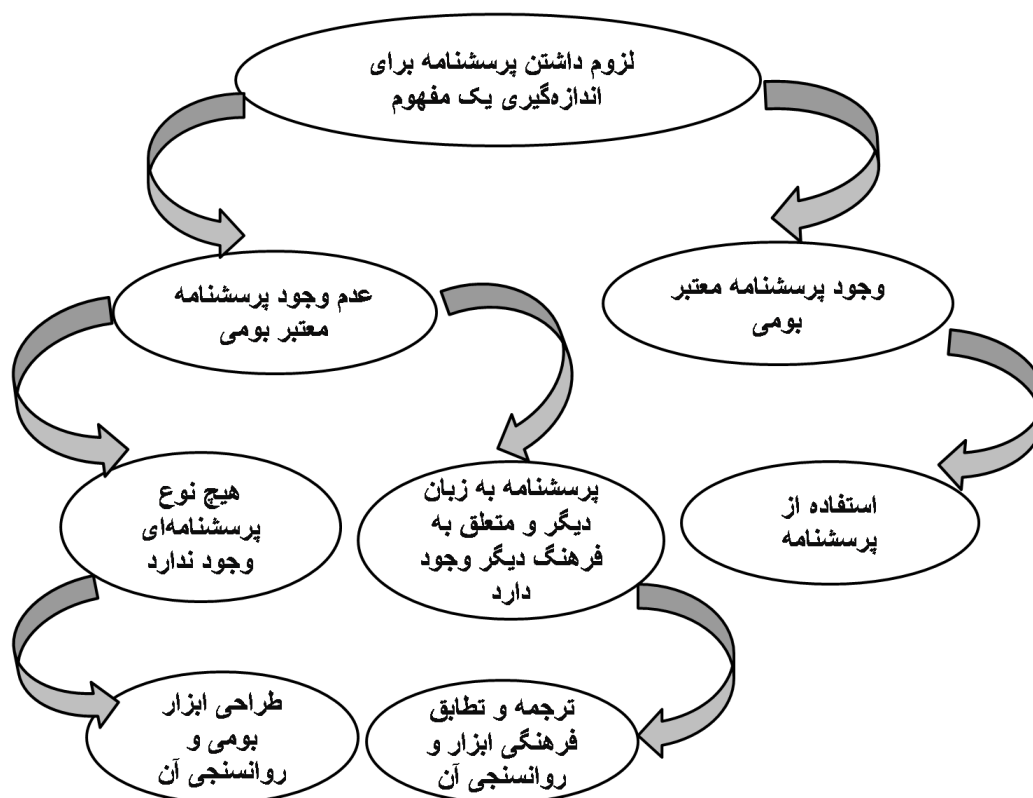 لزوم داشتن پرسشنامه برای
اندازه‌گیری یک مفهوم
وجود پرسشنامه معتبر
بومی
عدم وجود پرسشنامه
معتبر بومی
استفاده از
پرسشنامه
پرسشنامه به زبان
دیگر و متعلق به
فرهنگ دیگر وجود
دارد
هیچ نوع
پرسشنامه‌ای
وجود ندارد
ترجمه و تطابق
فرهنگی ابزار و
روانسنجی آن
طراحی ابزار
بومی و
روانسنجی آن